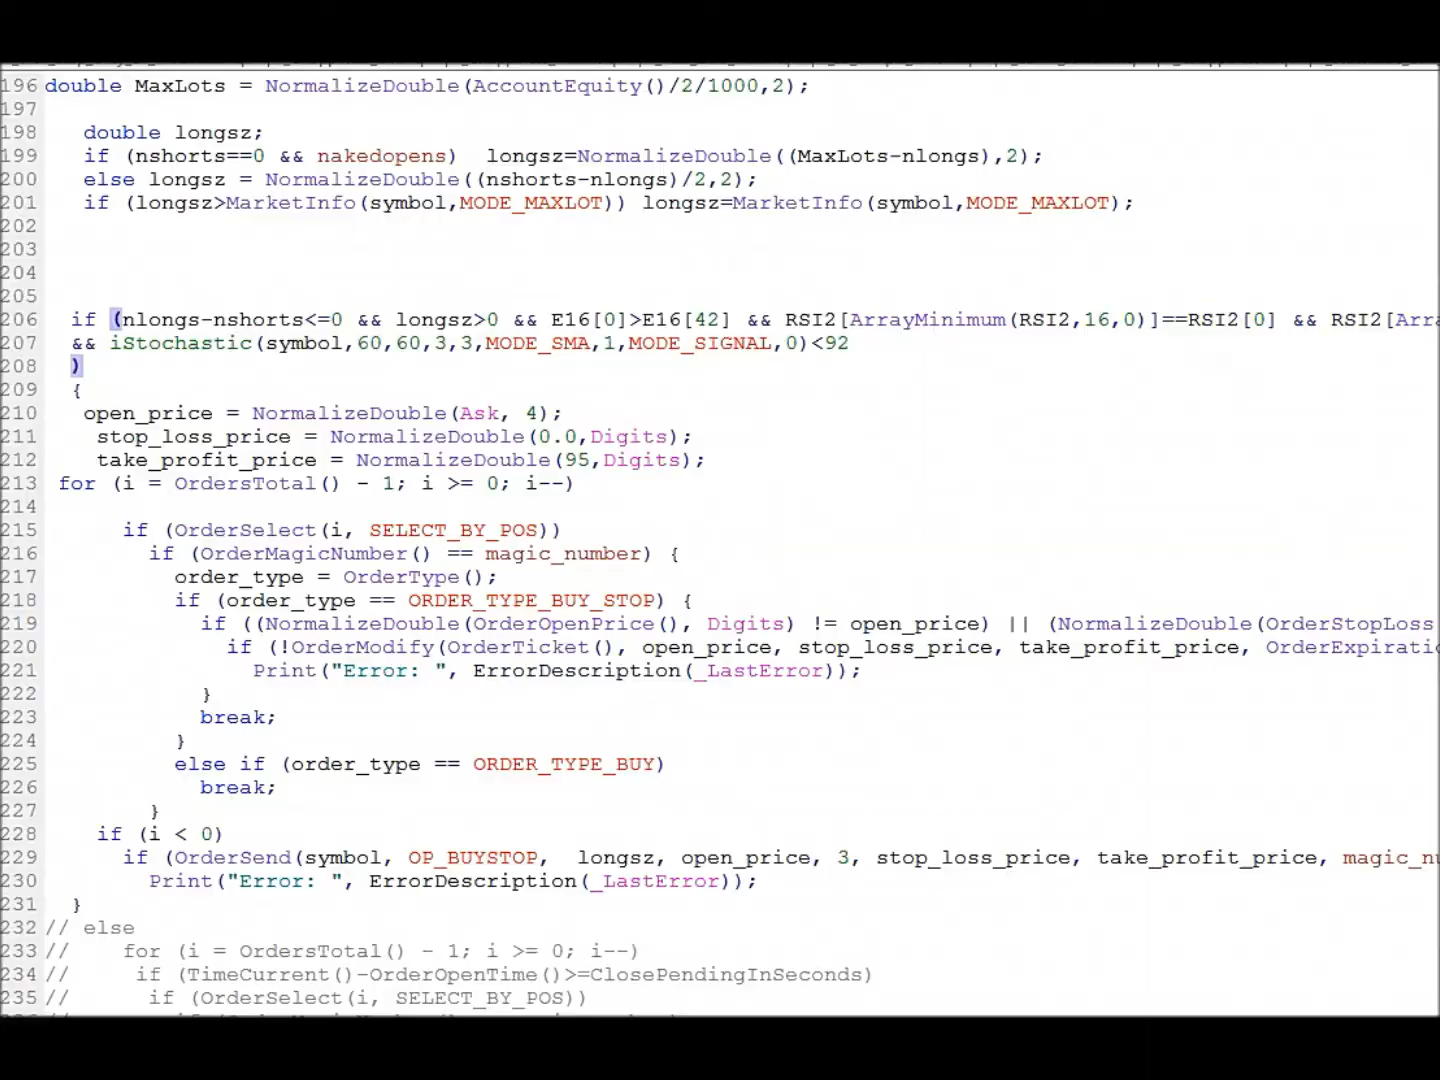 196 double MaxLots = NormalizeDouble(AccountEquity()/2/1000,2);
197
198 double longsz;
199 if (nshorts==0 && nakedopens)  longsz=NormalizeDouble((MaxLots-nlongs),2);
200 else longsz = NormalizeDouble((nshorts-nlongs)/2,2);
201 if (longsz>MarketInfo(symbol,MODE_MAXLOT)) longsz=MarketInfo(symbol,MODE_MAXLOT);
202
203
204
205
206 if (nlongs-nshorts<=0 && longsz>0 && E16[0]>E16[42] && RSI2[ArrayMinimum(RSI2,16,0)]==RSI2[0] && RSI2[Arra
207 && iStochastic(symbol,60,60,3,3,MODE_SMA,1,MODE_SIGNAL,0)<92
208 )
209 {
210 open_price = NormalizeDouble(Ask, 4);
211 stop_loss_price = NormalizeDouble(0.0,Digits);
212 take_profit_price = NormalizeDouble(95,Digits);
213 for (i = OrdersTotal() - 1; i >= 0; i--)
214
215 if (OrderSelect(i, SELECT_BY_POS))
216 if (OrderMagicNumber() == magic_number) {
217 order_type = OrderType();
218 if (order_type == ORDER_TYPE_BUY_STOP) {
219 if ((NormalizeDouble(OrderOpenPrice(), Digits) != open_price) || (NormalizeDouble(OrderStopLoss
220 if (!OrderModify(OrderTicket(), open_price, stop_loss_price, take_profit_price, OrderExpiratio
221 Print("Error: ", ErrorDescription(_LastError));
222 }
223 break;
224 }
225 else if (order_type == ORDER_TYPE_BUY)
226 break;
227 }
228 if (i < 0)
229 if (OrderSend(symbol, OP_BUYSTOP,  longsz, open_price, 3, stop_loss_price, take_profit_price, magic_nu
230 Print("Error: ", ErrorDescription(_LastError));
231 }
232 // else
233 // for (i = OrdersTotal() - 1; i >= 0; i--)
234 // if (TimeCurrent()-OrderOpenTime()>=ClosePendingInSeconds)
235 // if (OrderSelect(i, SELECT_BY_POS))